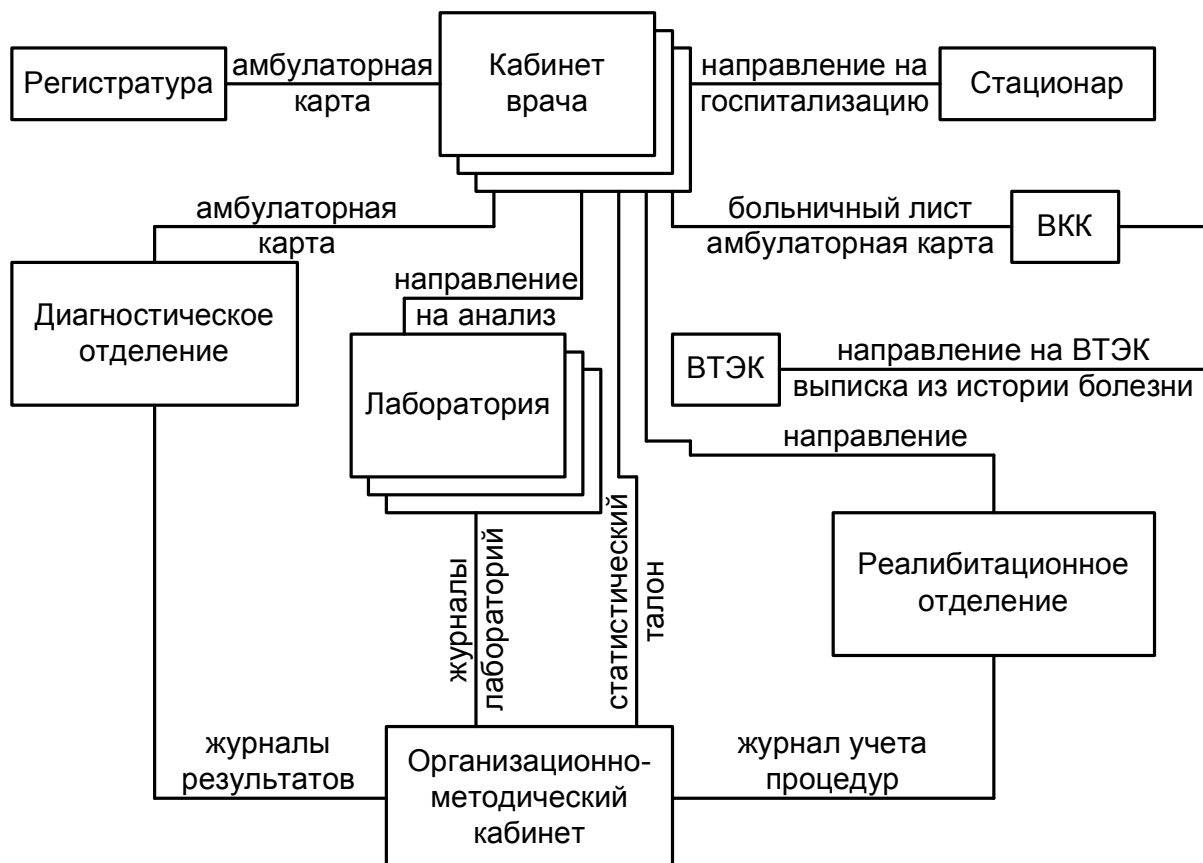 Регистратура
амбулаторная
карта
Кабинет
врача
направление на
госпитализацию
Стационар
амбулаторная
карта
больничный лист
амбулаторная карта
ВКК
Диагностическое
отделение
направление
на анализ
Лаборатория
ВТЭК
направление на ВТЭК
выписка из истории болезни
направление
журналы
лабораторий
статистический
талон
Реалибитационное
отделение
журналы
результатов
Организационно-
методический
кабинет
журнал учета
процедур